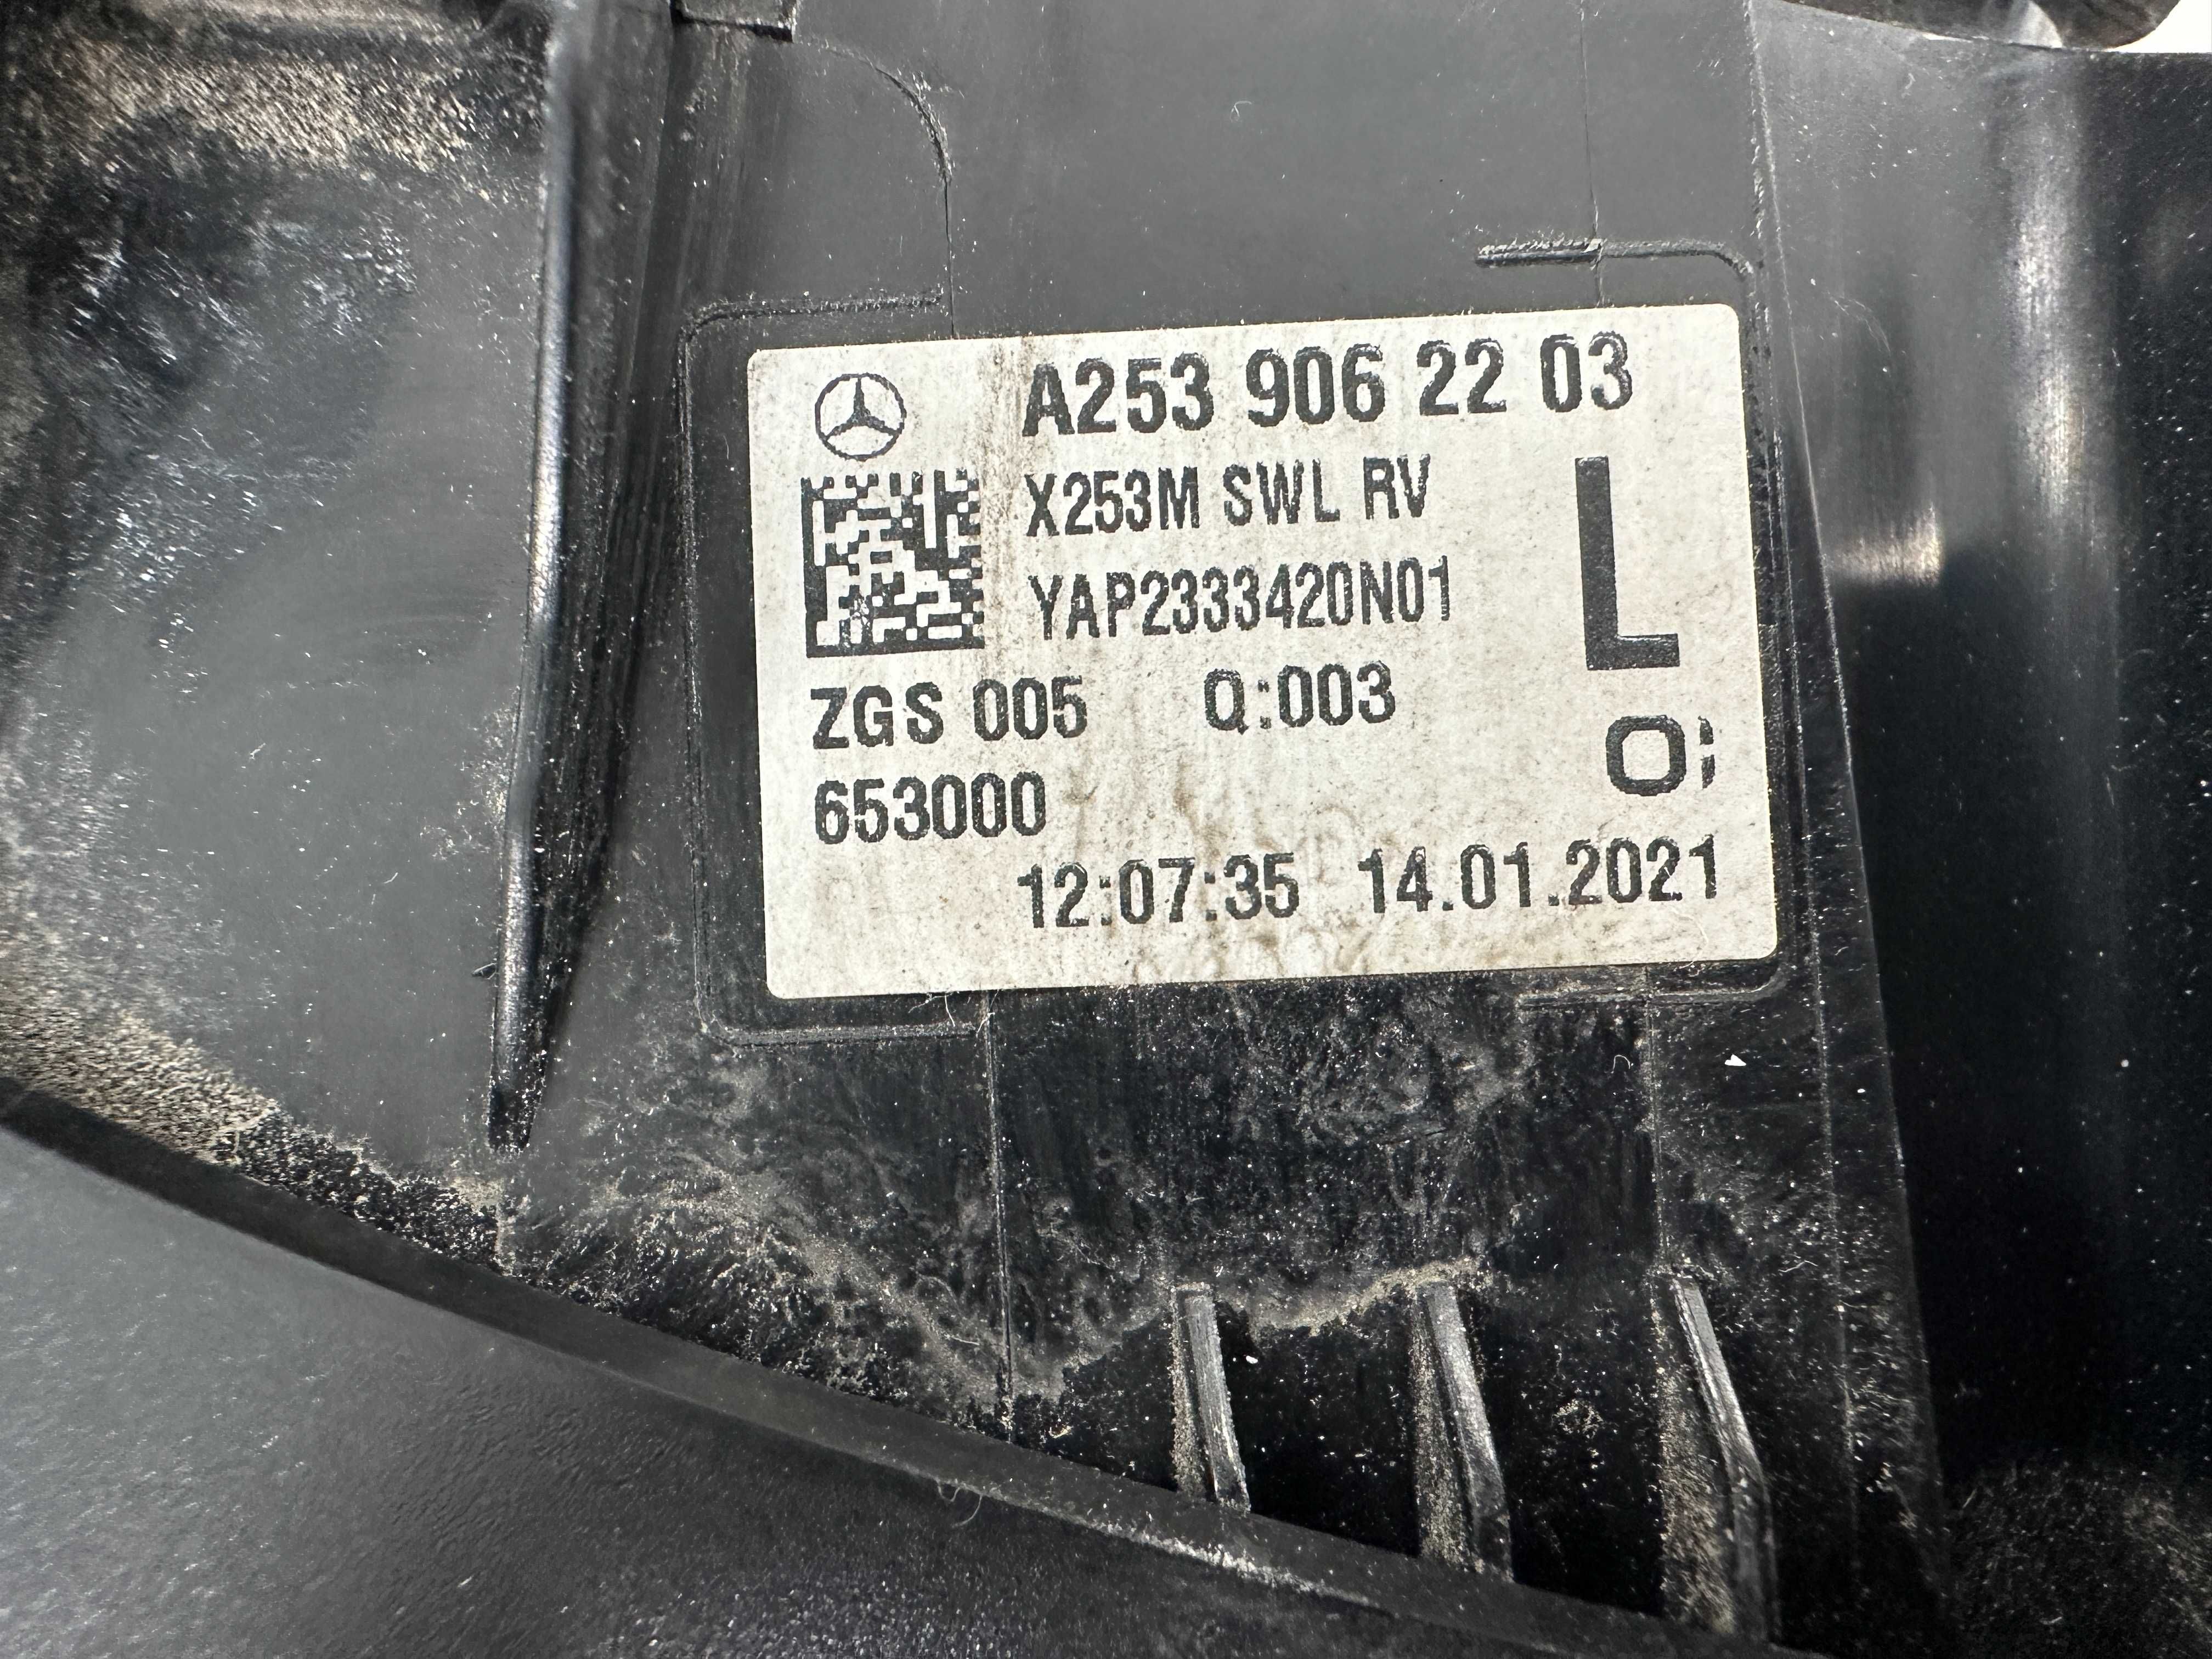 A253 906 22 03
X253M SWL RV
L
YAP2333420N01
ZGS 005 Q:003
O;
653000
12:07:35 14.01.2021